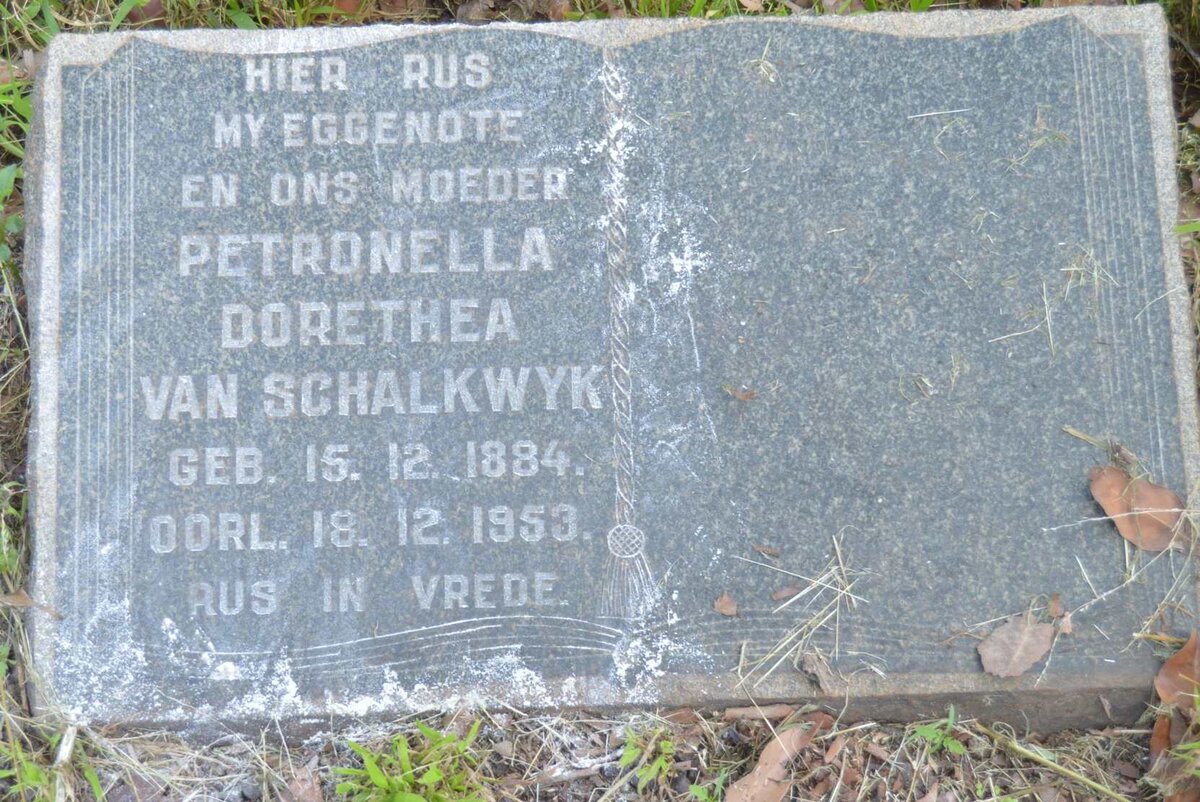 HIER RUS
MY EGGENOTE
EN ONS MOEDER
PETRONELLA
DORETHEA
VAN SCHALKWYK
GEB. 15. 12. 1884.
OORL. 18. 12. 1953.
RUS IN VREDE.